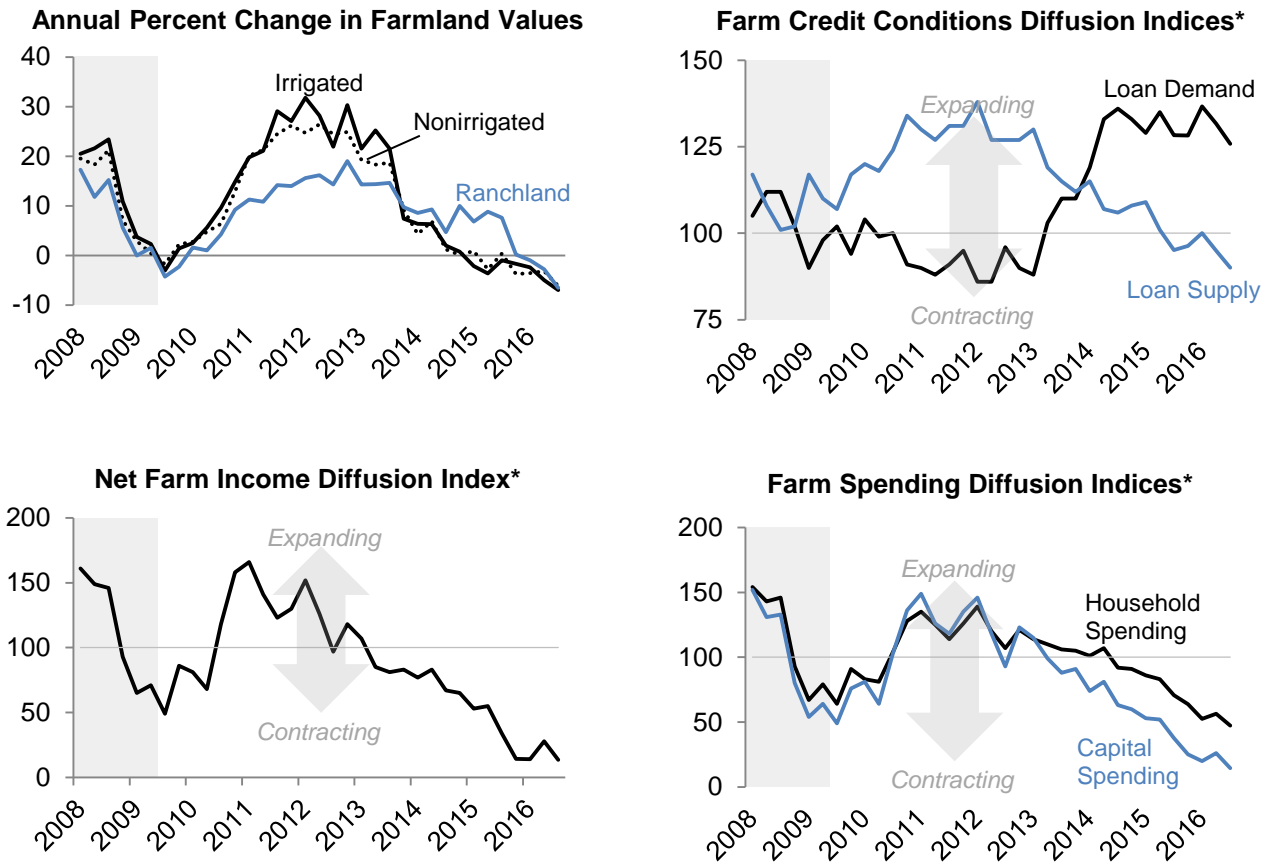 Annual Percent Change in Farmland Values
40
30
20
10
0
-10
Irrigated
Nonirrigated
Ranchland
2008
2009
2010
2011
2012
2013
2014
2015
2016
Farm Credit Conditions Diffusion Indices*
150
125
100
75
Expanding
Contracting
Loan Demand
Loan Supply
2008
2009
2010
2011
2012
2013
2014
2015
2016
Net Farm Income Diffusion Index*
200
150
100
50
0
Expanding
Contracting
2008
2009
2010
2011
2012
2013
2014
2015
2016
Farm Spending Diffusion Indices*
200
150
100
50
0
Expanding
Contracting
Household
Spending
Capital
Spending
2008
2009
2010
2011
2012
2013
2014
2015
2016